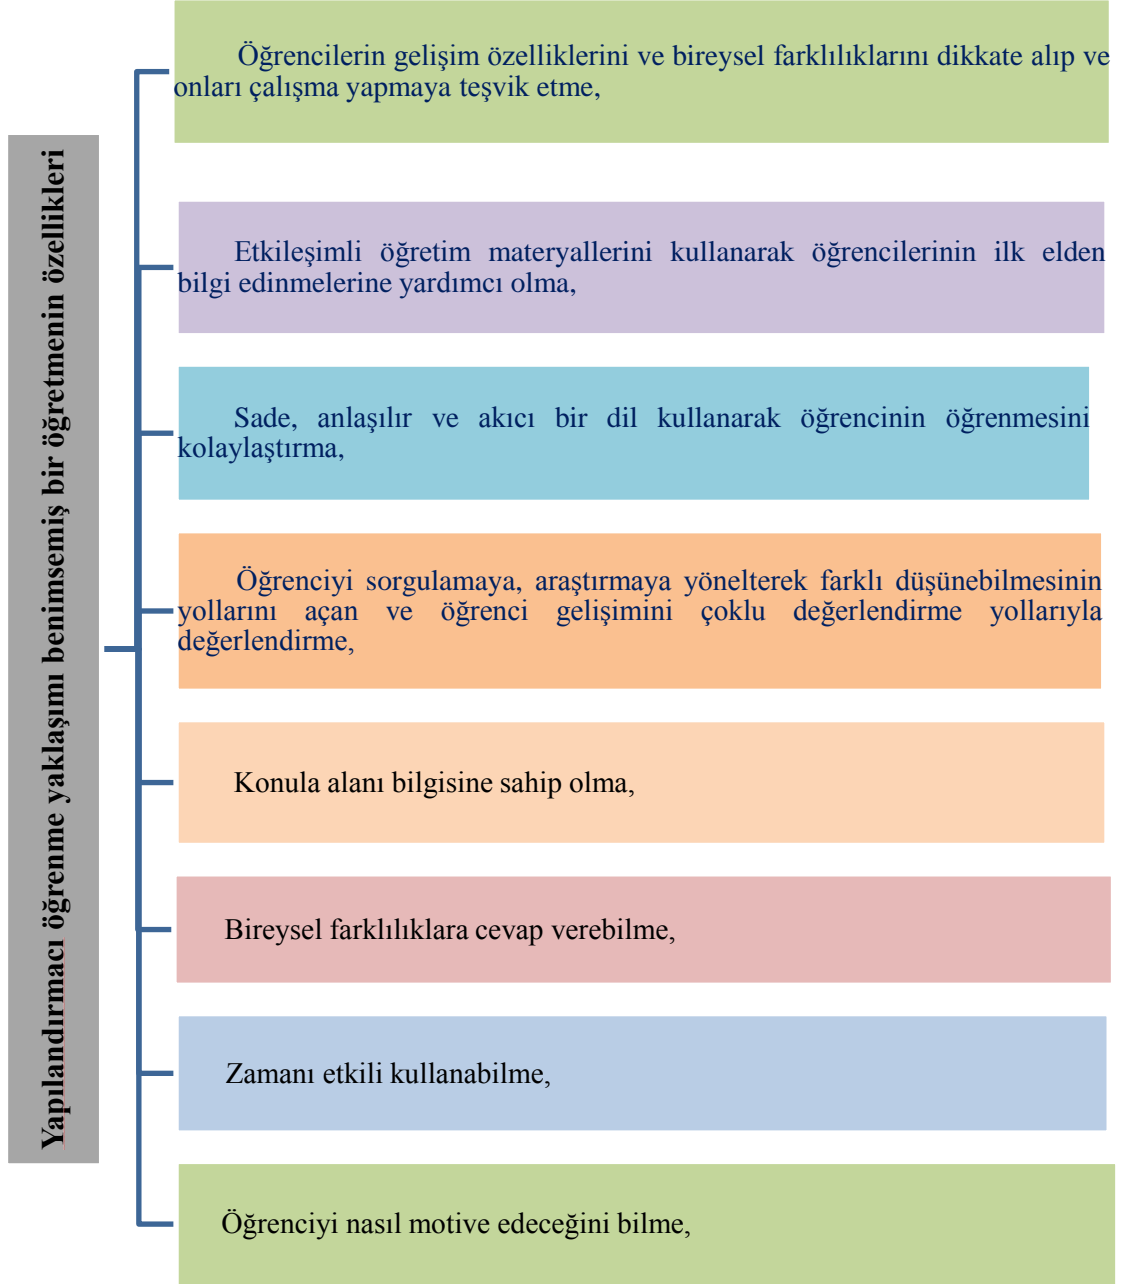 Yapılandırmacı öğrenme yaklaşımı benimsemiş bir öğretmenin özellikleri
Öğrencilerin gelişim özelliklerini ve bireysel farklılıklarını dikkate alıp ve
onları çalışma yapmaya teşvik etme,
Etkileşimli öğretim materyallerini kullanarak öğrencilerinin ilk elden
bilgi edinmelerine yardımcı olma,
Sade, anlaşılır ve akıcı bir dil kullanarak öğrencinin öğrenmesini
kolaylaştırma,
Öğrenciyi sorgulamaya, araştırmaya yönelterek farklı düşünebilmesinin
yollarını açan ve öğrenci gelişimini çoklu değerlendirme yollarıyla
değerlendirme,
Konula alanı bilgisine sahip olma,
Bireysel farklılıklara cevap verebilme,
Zamanı etkili kullanabilme,
Öğrenciyi nasıl motive edeceğini bilme,